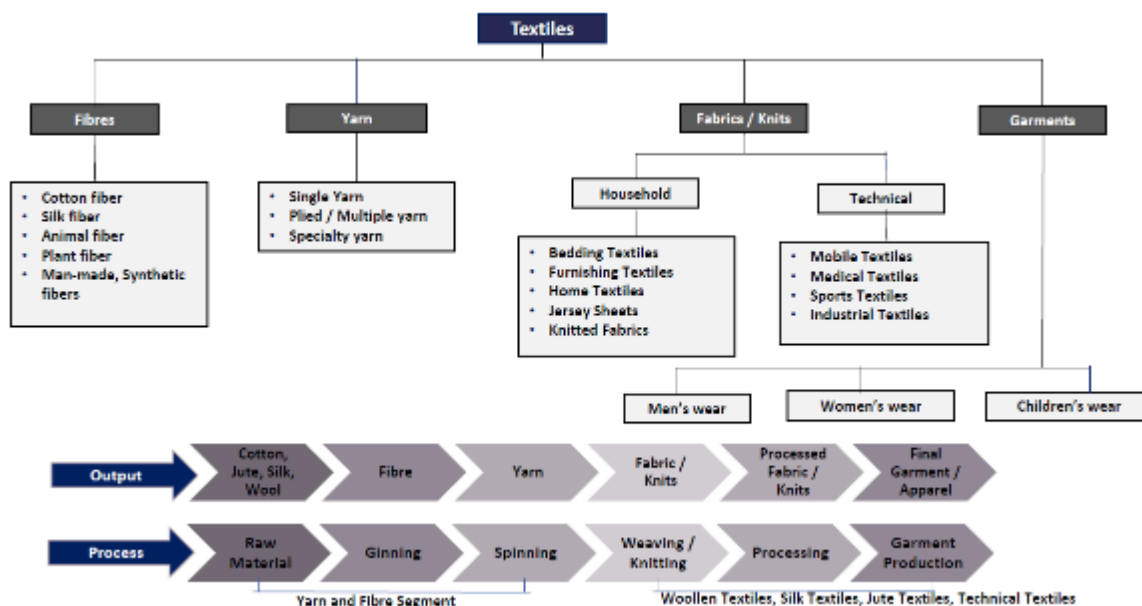 Textiles
Fibres
Yarn
Fabrics / Knits
Garments
• Cotton fiber
• Silk fiber
• Animal fiber
• Plant fiber
• Man-made, Synthetic
fibers
• Single Yarn
• Plied / Multiple yarn
• Specialty yarn
Household
Technical
• Bedding Textiles
• Furnishing Textiles
• Home Textiles
• Jersey Sheets
• Knitted Fabrics
• Mobile Textiles
• Medical Textiles
• Sports Textiles
• Industrial Textiles
Men's wear
Women's wear
Children's wear
Output
Cotton,
Jute, Silk,
Wool
Fibre
Yarn
Fabric /
Knits
Processed
Fabric /
Knits
Final
Garment /
Apparel
Process
Raw
Material
Ginning
Spinning
Weaving /
Knitting
Processing
Garment
Production
Yarn and Fibre Segment
Woollen Textiles, Silk Textiles, Jute Textiles, Technical Textiles